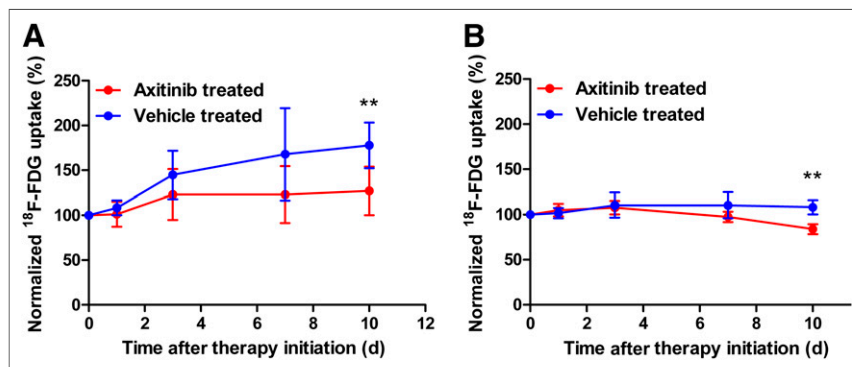 A
Normalized ¹⁸F-FDG uptake (%)
250
200
150
100
50
0
Axitinib treated
Vehicle treated
**
0 2 4 6 8 10 12
Time after therapy initiation (d)
B
Normalized ¹⁸F-FDG uptake (%)
250
200
150
100
50
0
Axitinib treated
Vehicle treated
**
0 2 4 6 8 10
Time after therapy initiation (d)